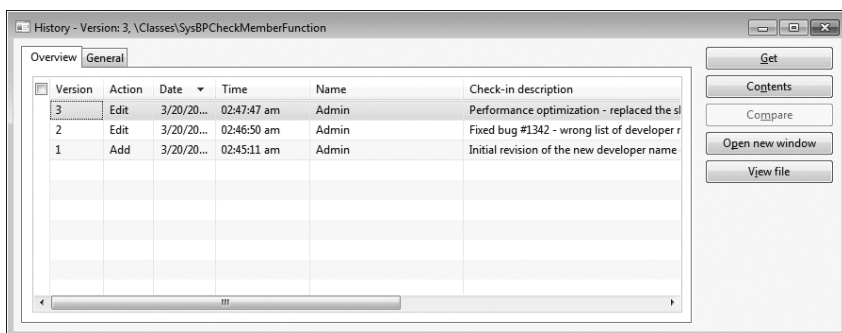 History - Version: 3, \Classes\SysBPCheckMemberFunction
Overview General
Version Action Date Time Name Check-in description
3 Edit 3/20/20... 02:47:47 am Admin Performance optimization - replaced the sl
2 Edit 3/20/20... 02:46:50 am Admin Fixed bug #1342 - wrong list of developer r
1 Add 3/20/20... 02:45:11 am Admin Initial revision of the new developer name
Get
Contents
Compare
Open new window
View file